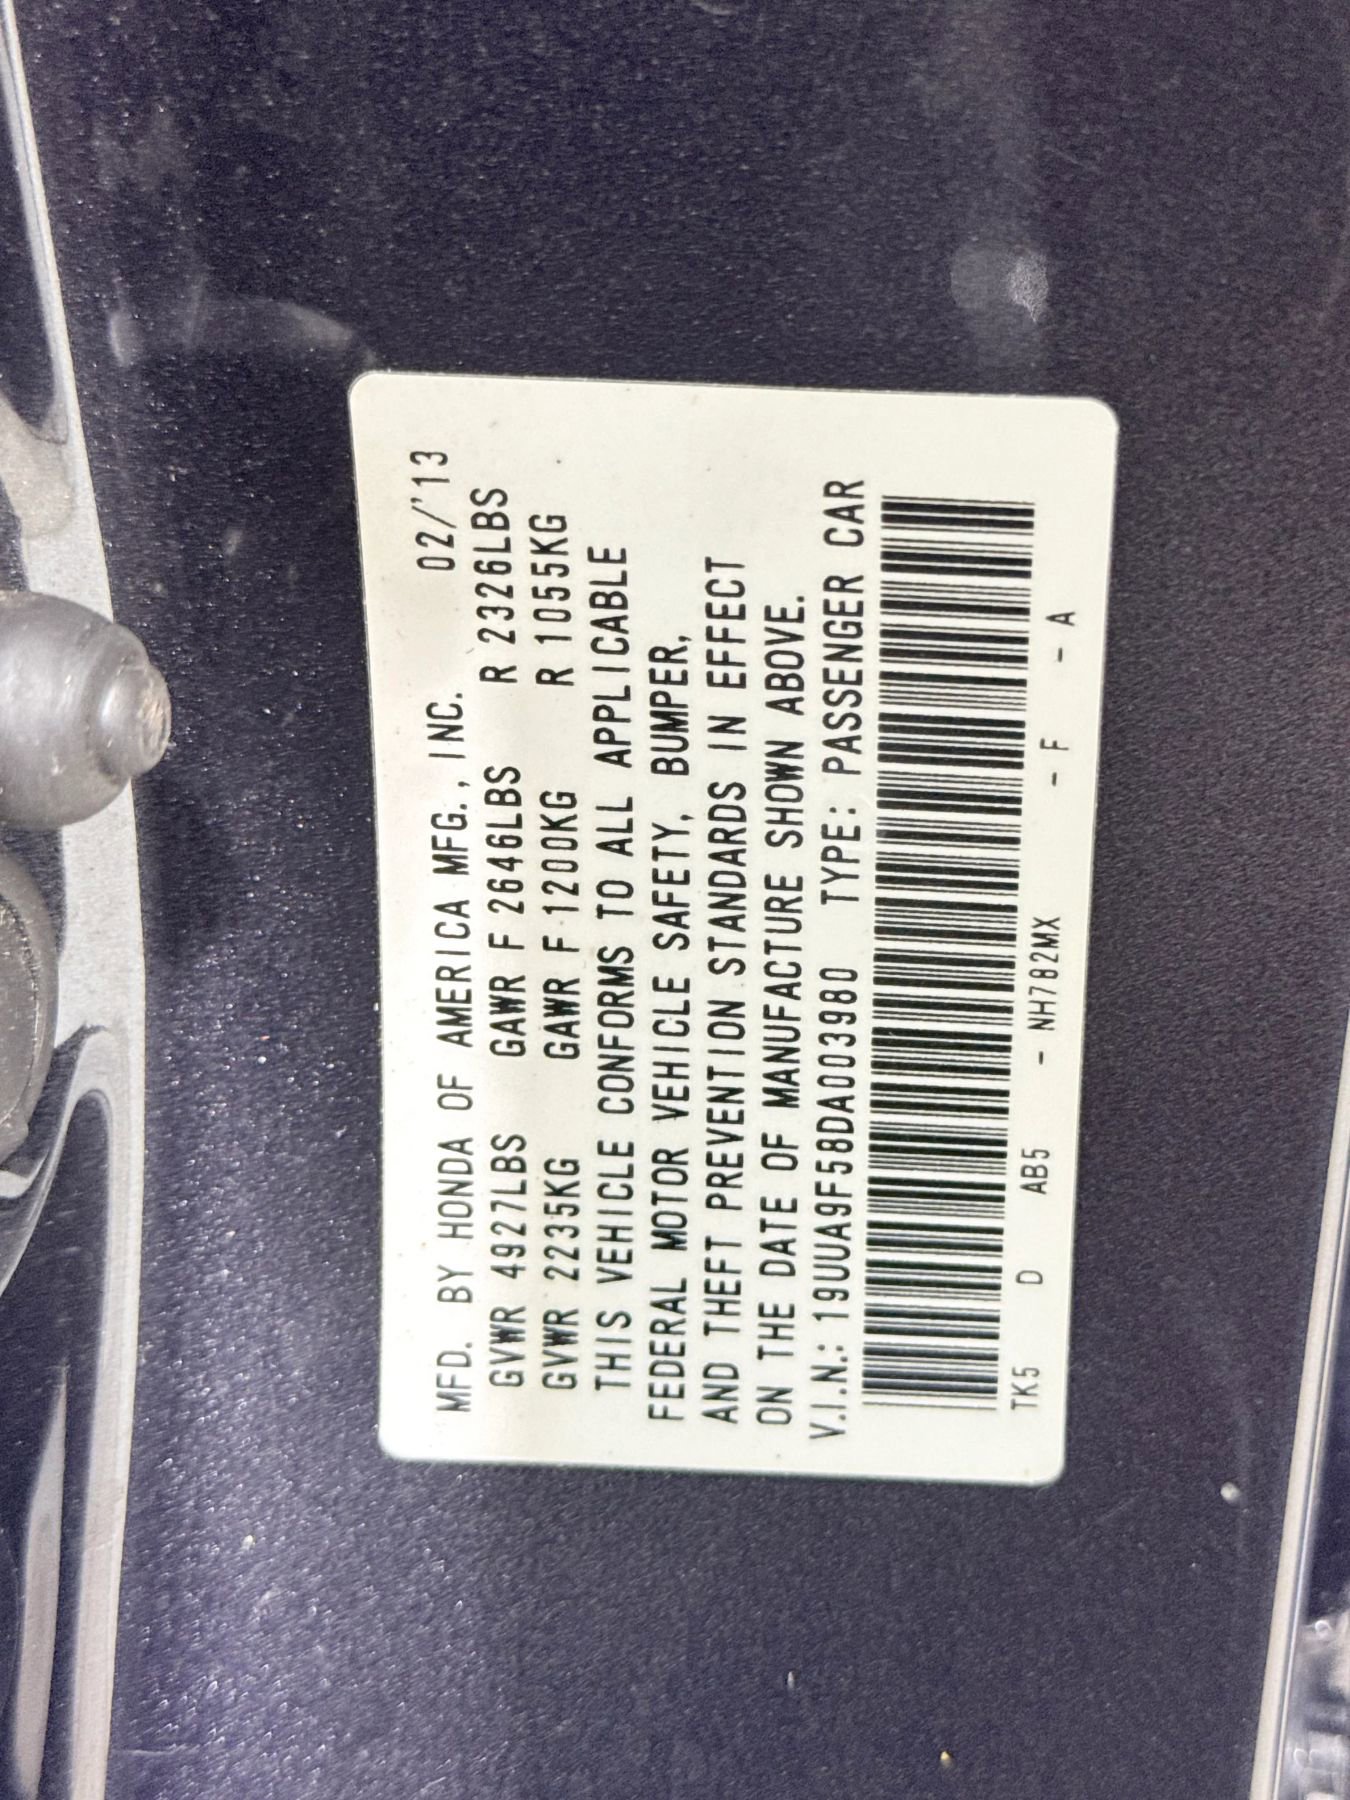 MFD. BY HONDA OF AMERICA MFG., INC. 02/'13
GVWR 4927LBS GAWR F 2646LBS R 2326LBS
GVWR 2235KG GAWR F 1200KG R 1055KG
THIS VEHICLE CONFORMS TO ALL APPLICABLE
FEDERAL MOTOR VEHICLE SAFETY, BUMPER,
AND THEFT PREVENTION STANDARDS IN EFFECT
ON THE DATE OF MANUFACTURE SHOWN ABOVE.
V.I.N.: 19UUA9F58DA003980 TYPE: PASSENGER CAR
TK5 D AB5 - NH782MX - F - A